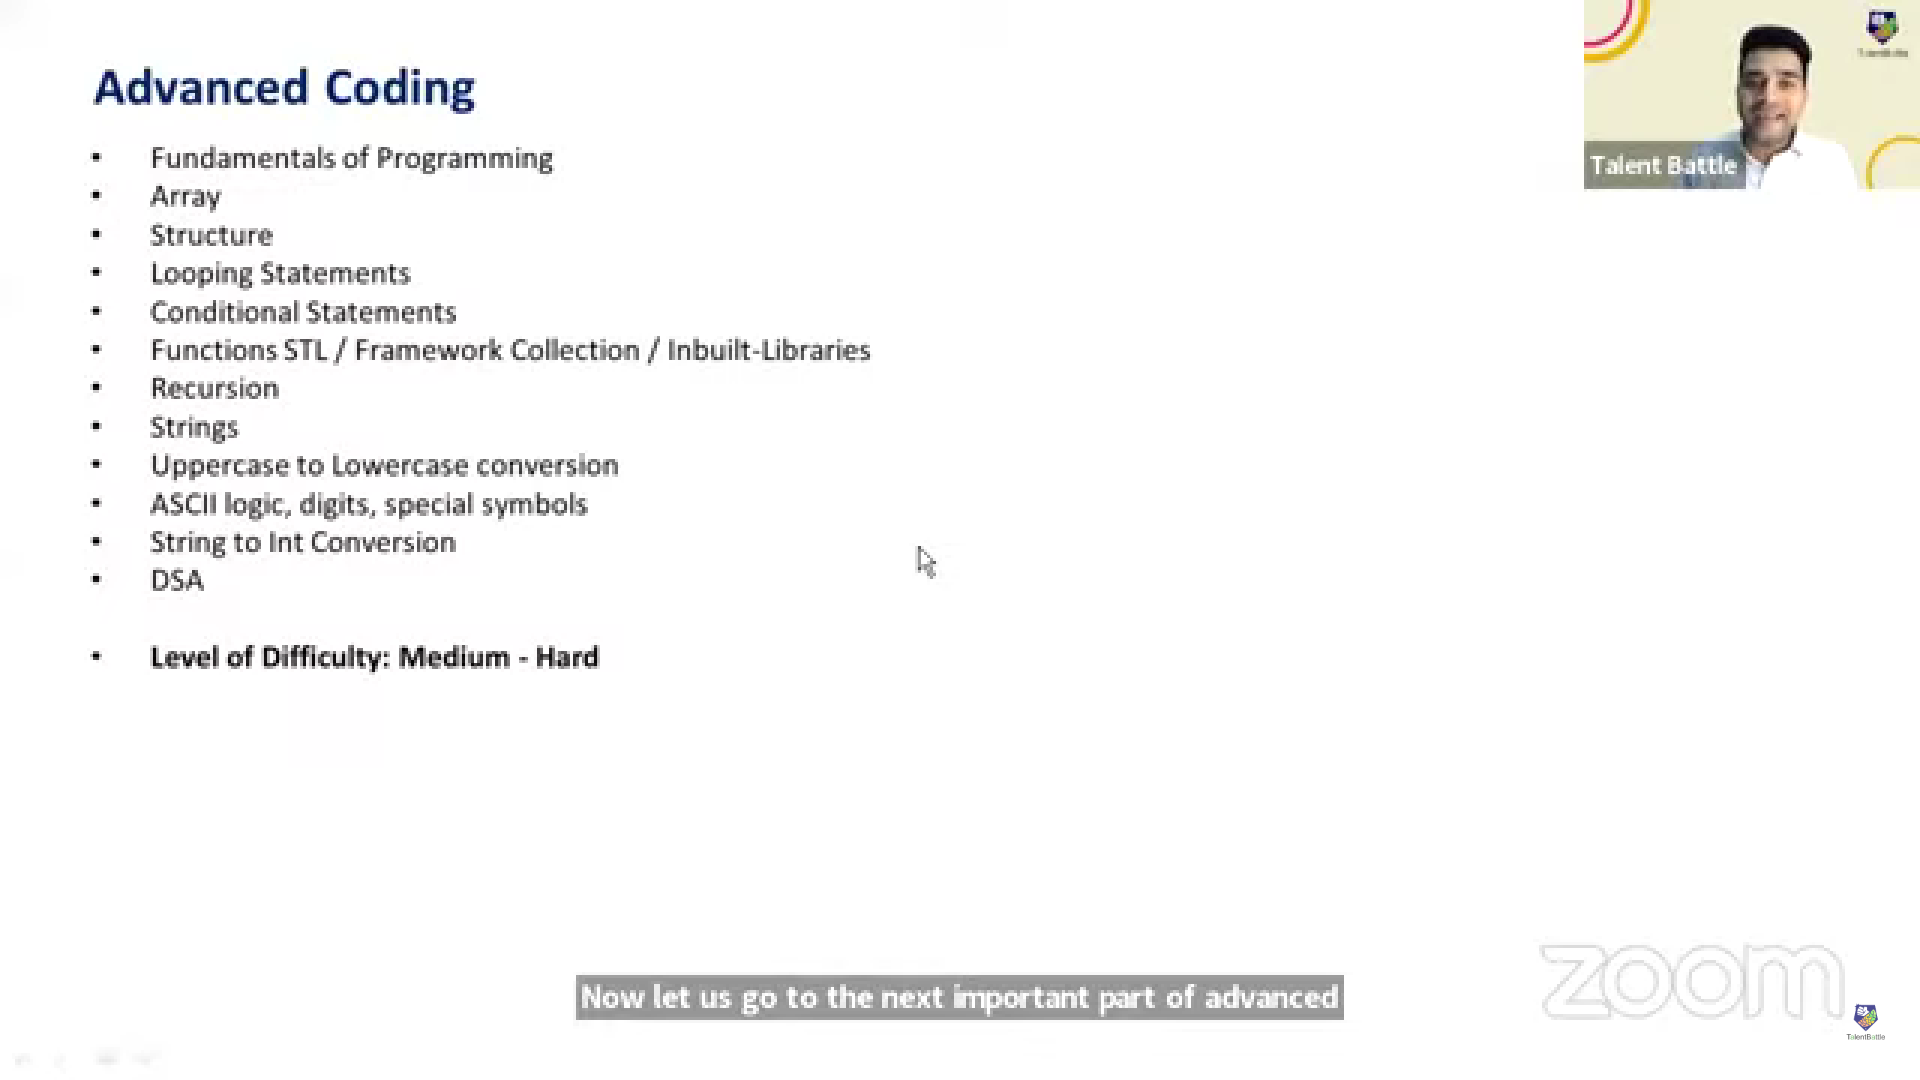 Advanced Coding
• Fundamentals of Programming
• Array
• Structure
• Looping Statements
• Conditional Statements
• Functions STL / Framework Collection / Inbuilt-Libraries
• Recursion
• Strings
• Uppercase to Lowercase conversion
• ASCII logic, digits, special symbols
• String to Int Conversion
• DSA
• Level of Difficulty: Medium - Hard
Talent Battle
Now let us go to the next important part of advanced
zoom
TalentBattle